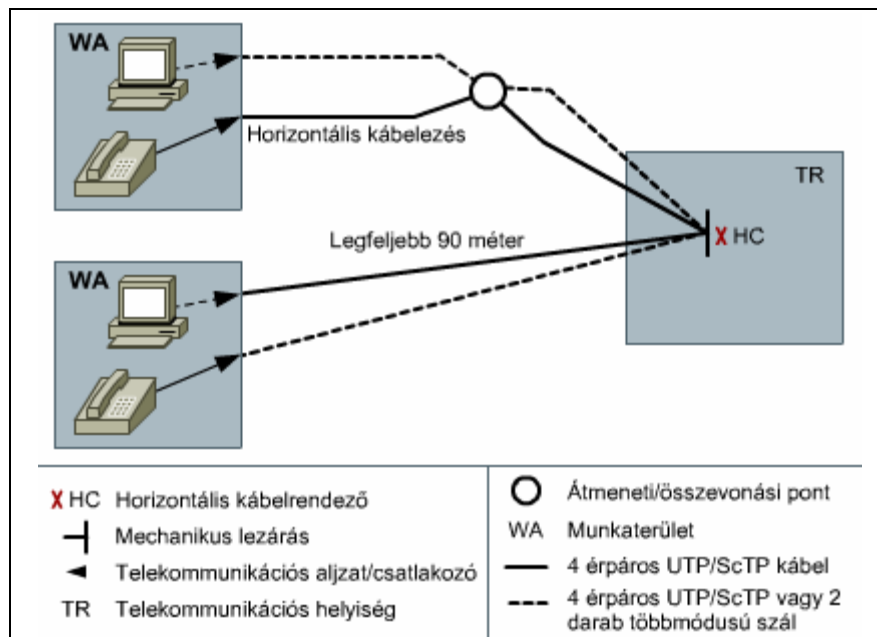 WA
Horizontális kábelezés
TR
HC
Legfeljebb 90 méter
WA
HC Horizontális kábelrendező
Mechanikus lezárás
Telekommunikációs aljzat/csatlakozó
TR Telekommunikációs helyiség
Átmeneti/összevonási pont
WA Munkaterület
4 érpáros UTP/ScTP kábel
4 érpáros UTP/ScTP vagy 2
darab többmódusú szál